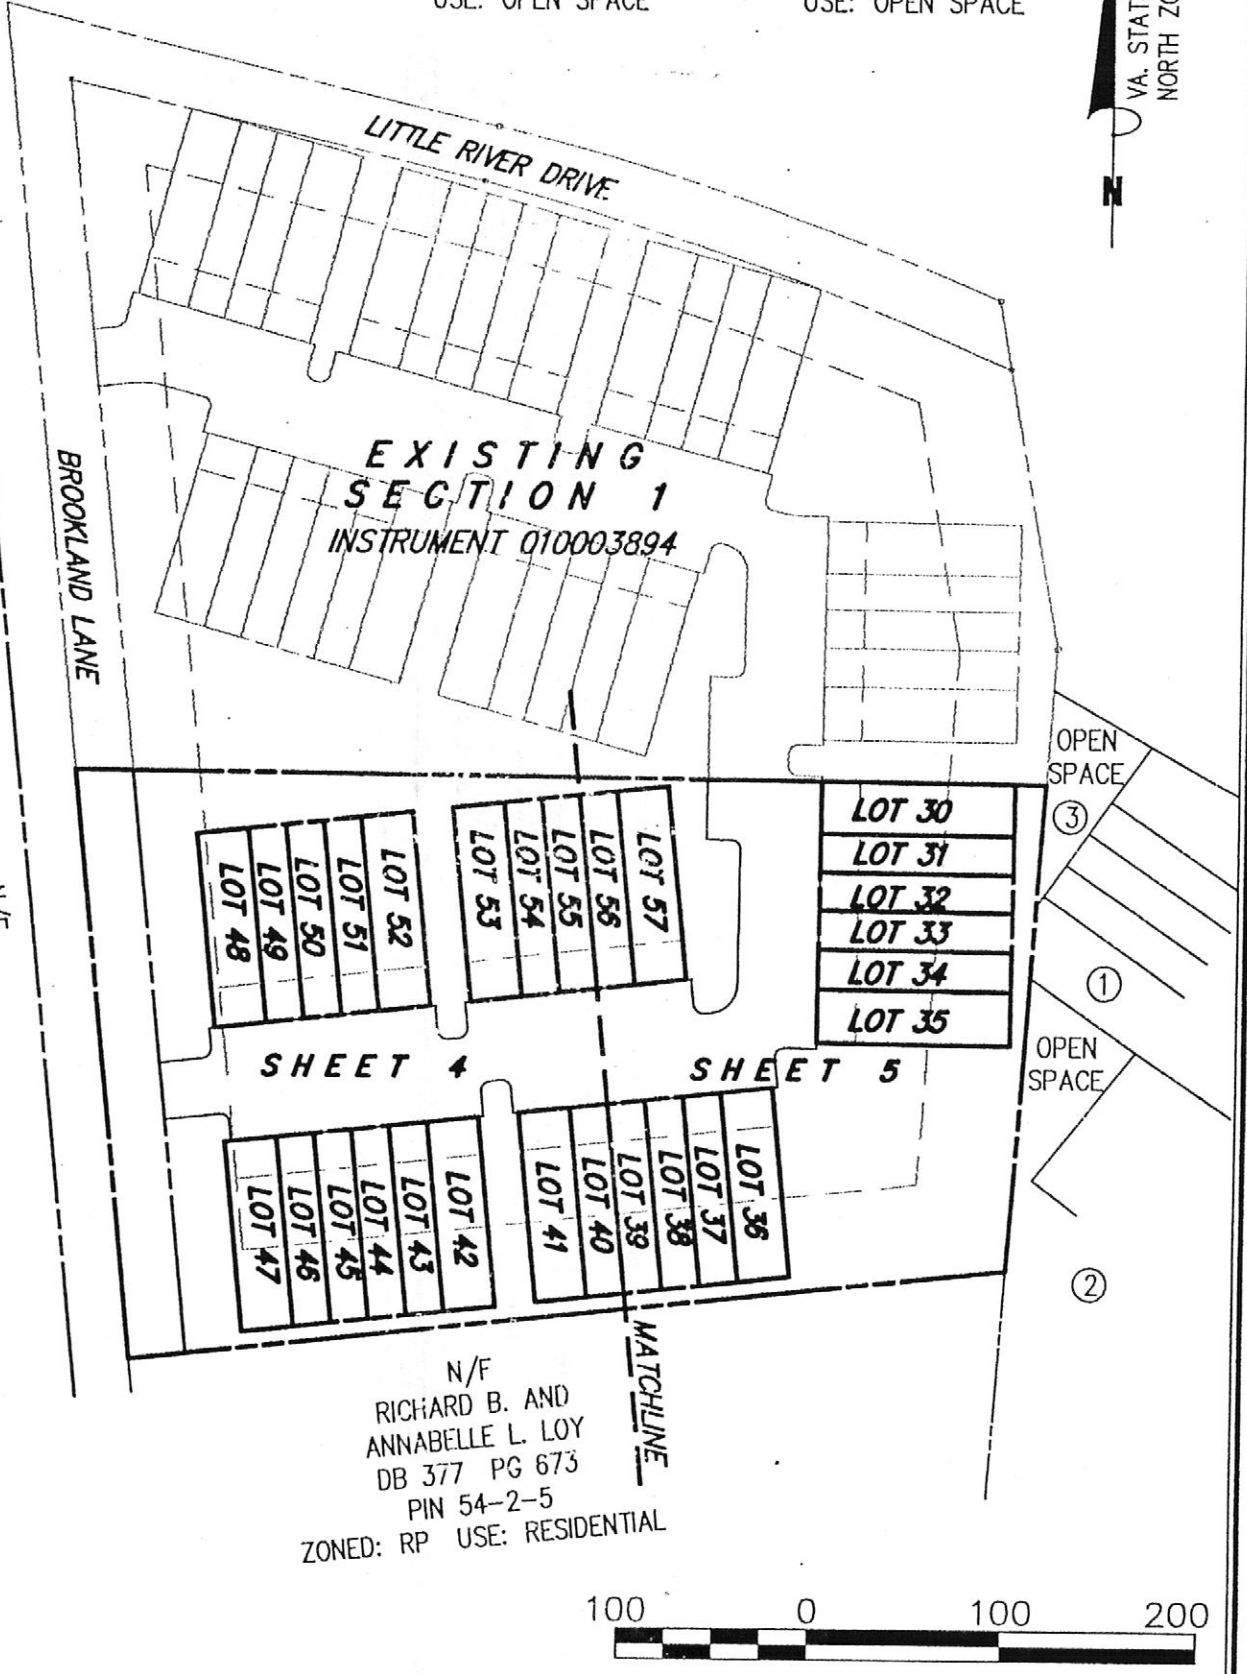 USE: OPEN SPACE
USE: OPEN SPACE
VA. STAT
NORTH ZO
N
LITTLE RIVER DRIVE
EXISTING
SECTION 1
INSTRUMENT 010003894
BROOKLAND LANE
OPEN
SPACE
3
LOT 30
LOT 31
LOT 32
LOT 33
LOT 34
LOT 35
LOT 48
LOT 49
LOT 50
LOT 51
LOT 52
LOT 53
LOT 54
LOT 55
LOT 56
LOT 57
1
OPEN
SPACE
SHEET 4
SHEET 5
LOT 47
LOT 46
LOT 45
LOT 44
LOT 43
LOT 42
LOT 41
LOT 40
LOT 39
LOT 38
LOT 37
LOT 36
2
MATCHLINE
N/F
RICHARD B. AND
ANNABELLE L. LOY
DB 377 PG 673
PIN 54-2-5
ZONED: RP USE: RESIDENTIAL
100 0 100 200